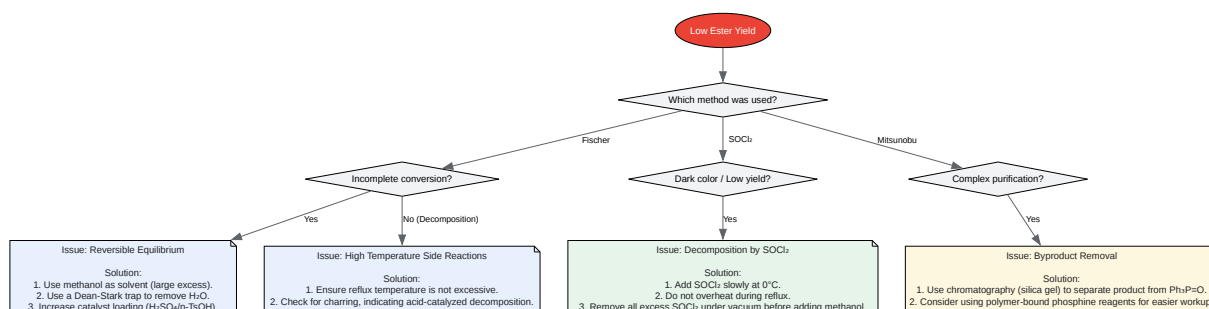 Low Ester Yield
Which method was used?
Fischer
SOCl₂
Mitsunobu
Incomplete conversion?
Dark color / Low yield?
Complex purification?
Yes
No (Decomposition)
Yes
Yes
Issue: Reversible Equilibrium
Solution:
1. Use methanol as solvent (large excess).
2. Use a Dean-Stark trap to remove H₂O.
3. Increase catalyst loading (H₂SO₄/p-TsOH).
Issue: High Temperature Side Reactions
Solution:
1. Ensure reflux temperature is not excessive.
2. Check for charring, indicating acid-catalyzed decomposition.
Issue: Decomposition by SOCl₂
Solution:
1. Add SOCl₂ slowly at 0°C.
2. Do not overheat during reflux.
3. Remove all excess SOCl₂ under vacuum before adding methanol.
Issue: Byproduct Removal
Solution:
1. Use chromatography (silica gel) to separate product from Ph₃P=O.
2. Consider using polymer-bound phosphine reagents for easier workup